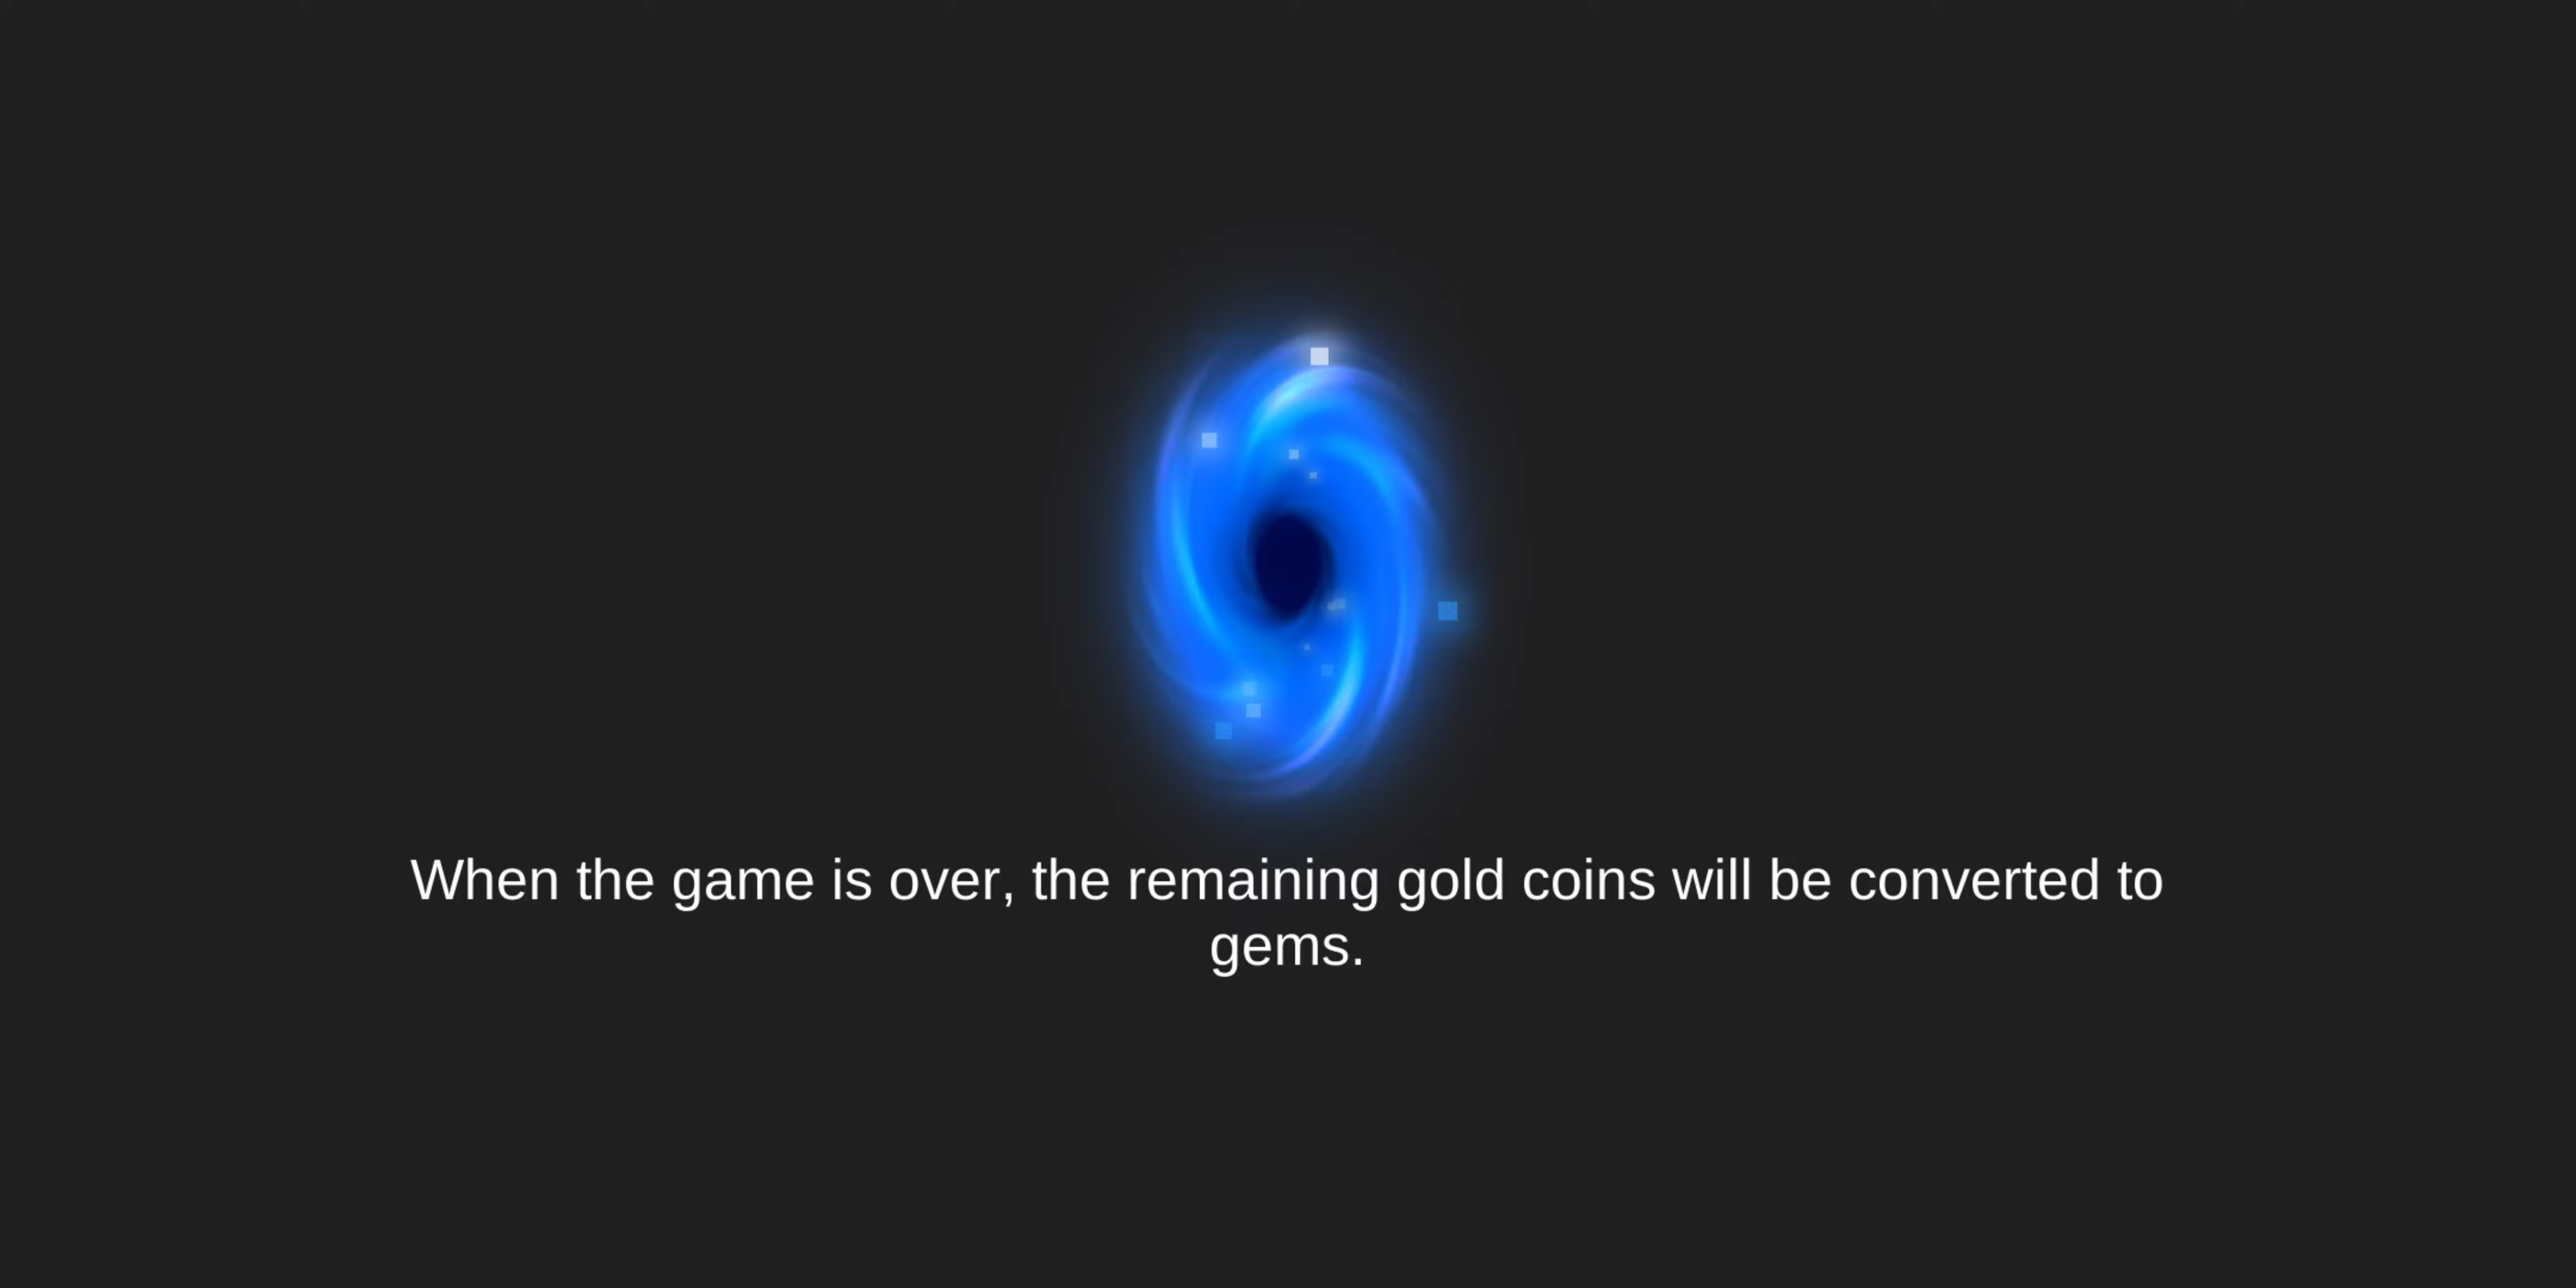 When the game is over, the remaining gold coins will be converted to
gems.